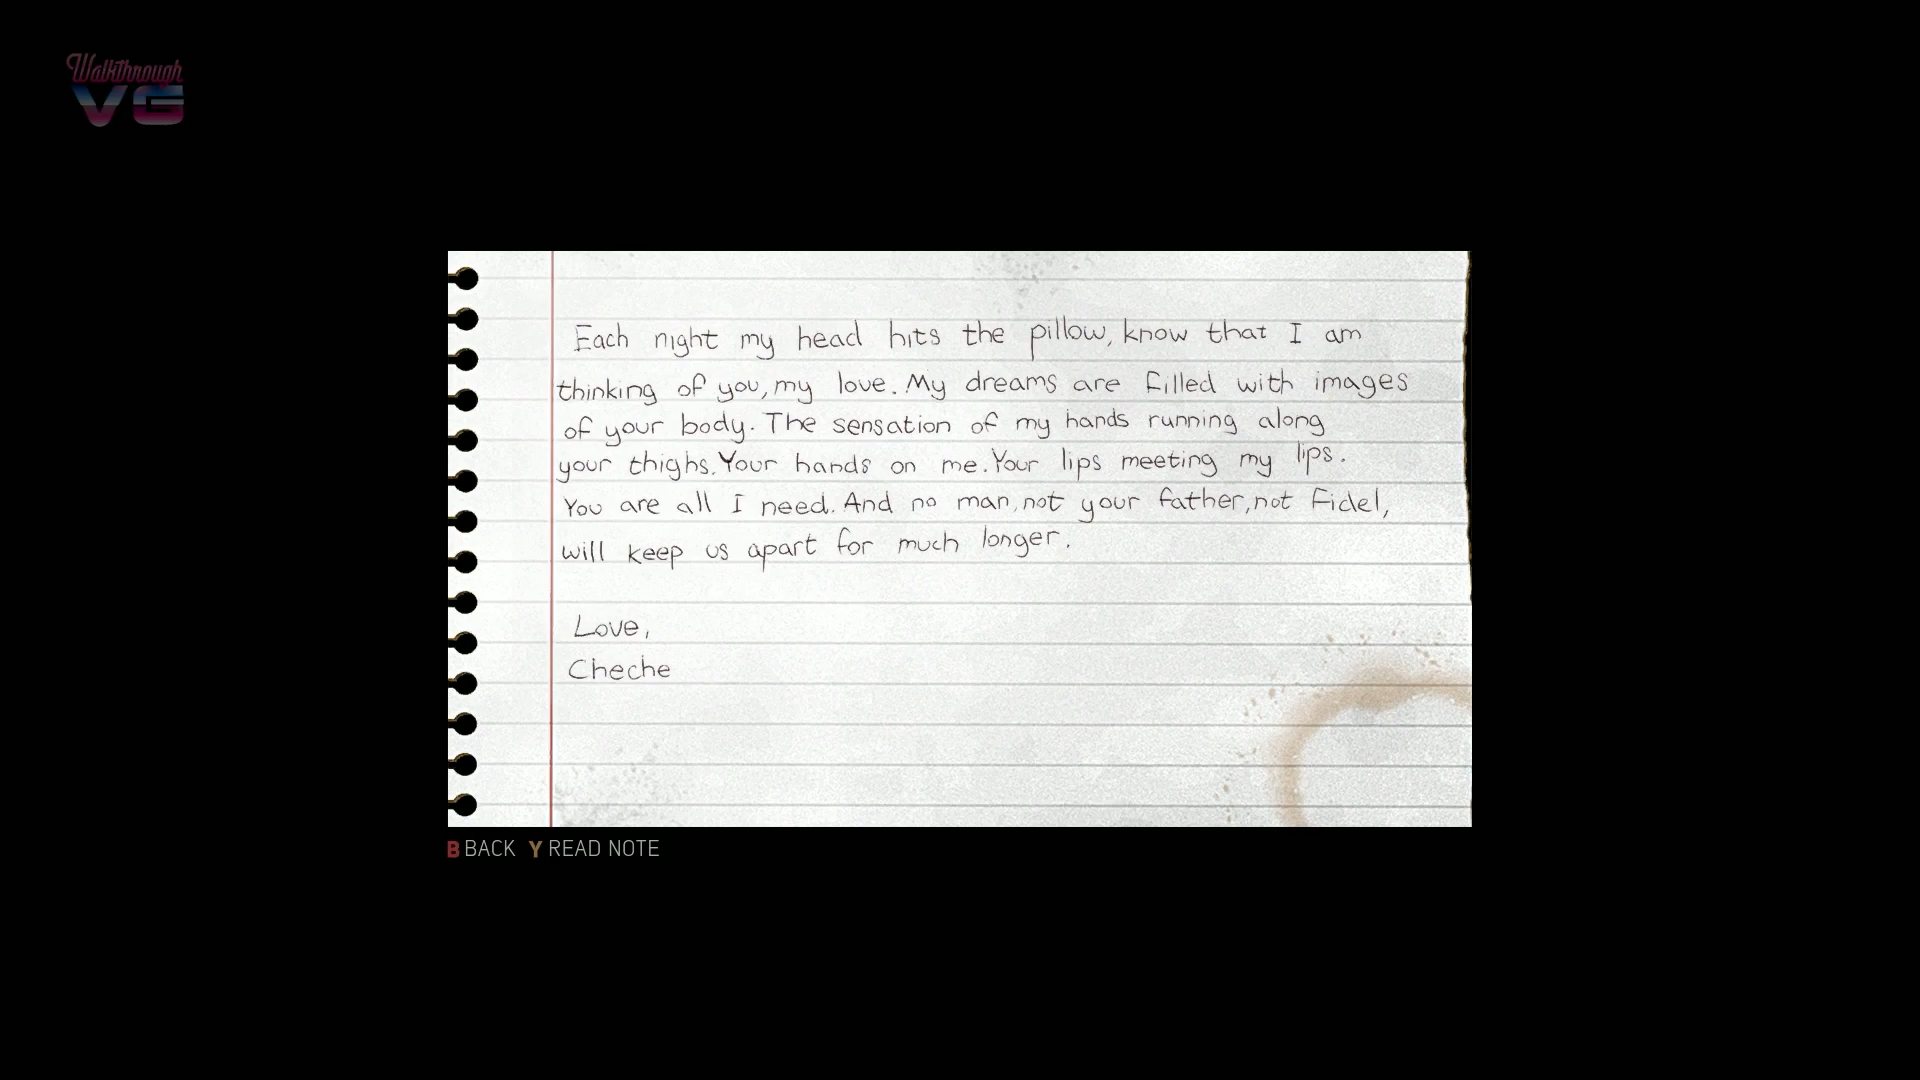 Walkthrough
VG
Each night my head hits the pillow, know that I am
thinking of you, my love. My dreams are filled with images
of your body. The sensation of my hands running along
your thighs. Your hands on me. Your lips meeting my lips.
You are all I need. And no man, not your father, not Fidel,
will keep us apart for much longer.
Love,
Cheche
B BACK Y READ NOTE